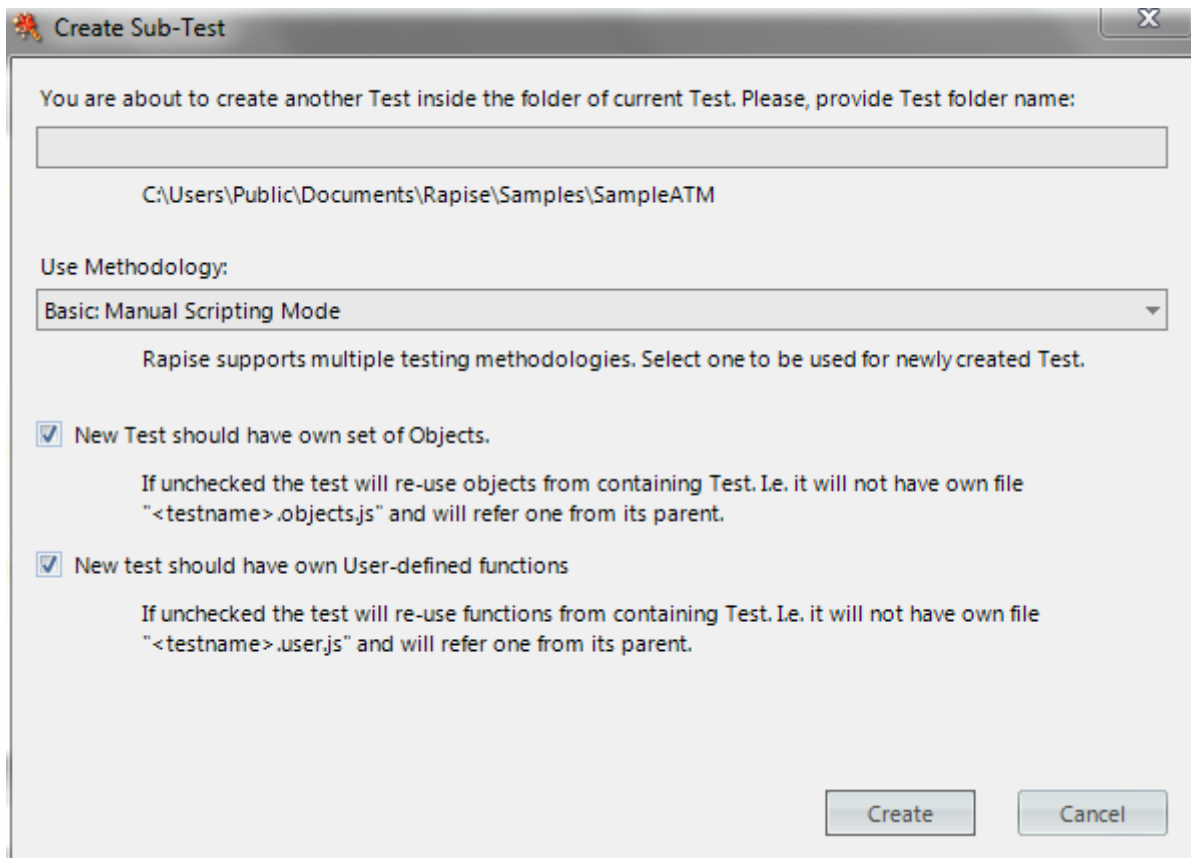 Create Sub-Test
You are about to create another Test inside the folder of current Test. Please, provide Test folder name:
C:\Users\Public\Documents\Rapise\Samples\SampleATM
Use Methodology:
Basic: Manual Scripting Mode
Rapise supports multiple testing methodologies. Select one to be used for newly created Test.
New Test should have own set of Objects.
If unchecked the test will re-use objects from containing Test. I.e. it will not have own file
"<testname>.objects.js" and will refer one from its parent.
New test should have own User-defined functions
If unchecked the test will re-use functions from containing Test. I.e. it will not have own file
"<testname>.user.js" and will refer one from its parent.
Create Cancel